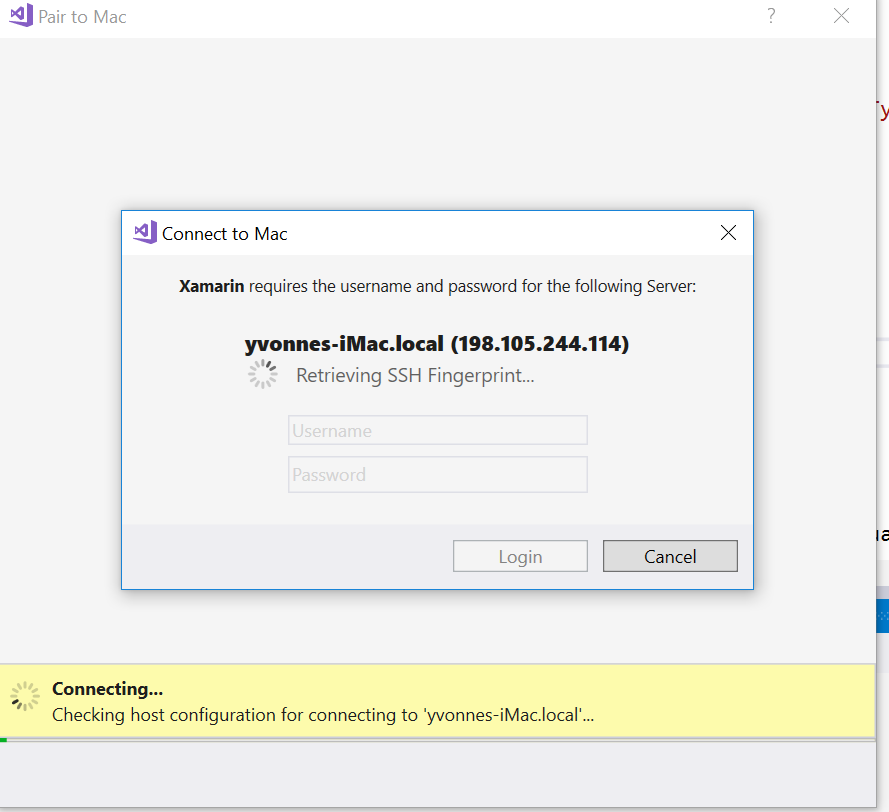 Pair to Mac
Connect to Mac
Xamarin requires the username and password for the following Server:
yvonnes-iMac.local (198.105.244.114)
Retrieving SSH Fingerprint...
Username
Password
Login
Cancel
Connecting...
Checking host configuration for connecting to 'yvonnes-iMac.local'...